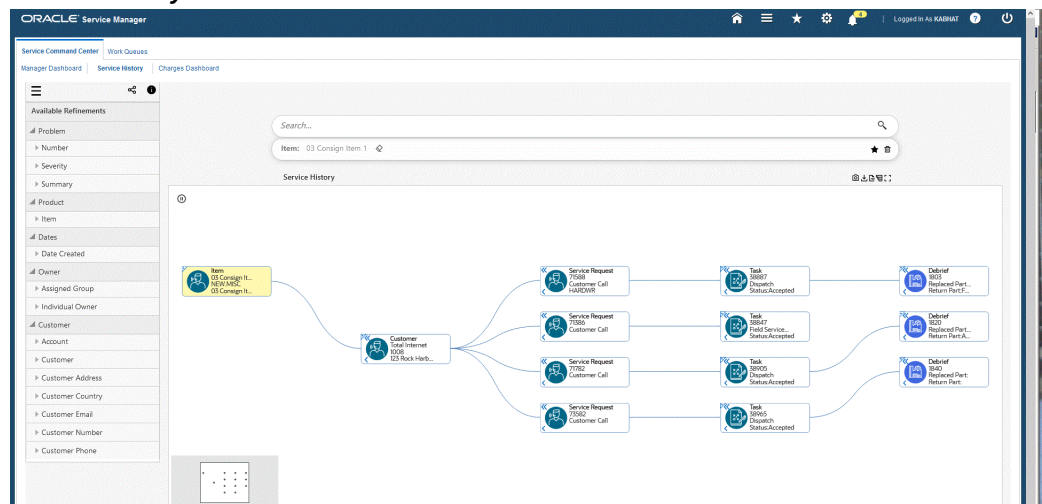 ORACLE Service Manager
4
Logged In As KABHAT
Service Command Center Work Queues
Manager Dashboard Service History Charges Dashboard
Available Refinements
Problem
Number
Severity
Summary
Product
Item
Dates
Date Created
Owner
Assigned Group
Individual Owner
Customer
Account
Customer
Customer Address
Customer Country
Customer Email
Customer Number
Customer Phone
Search...
Item: 03 Consign Item 1
Service History
Item
03 Consign It...
NEW.MISC
03 Consign It...
Customer
Total Internet
1008
123 Rock Harb...
Service Request
71588
Customer Call
HARDWR
Service Request
71386
Customer Call
Service Request
71782
Customer Call
Service Request
73582
Customer Call
Task
38887
Dispatch
Status:Accepted
Task
38847
Field Service...
Status:Accepted
Task
38905
Dispatch
Status:Accepted
Task
38965
Dispatch
Status:Accepted
Debrief
1803
Replaced Part...
Return Part:F...
Debrief
1820
Replaced Part...
Return Part:A...
Debrief
1840
Replaced Part:
Return Part: